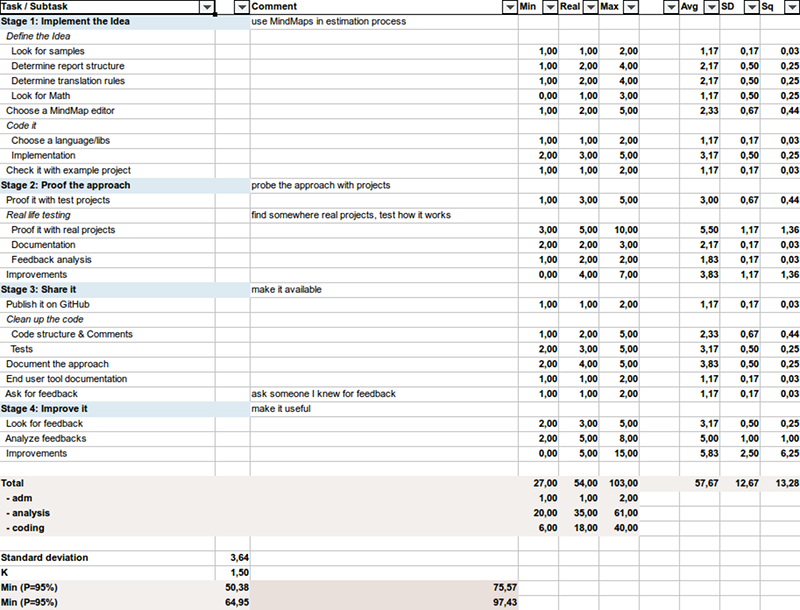 Task / Subtask Comment Min Real Max Avg SD Sq
Stage 1: Implement the Idea use MindMaps in estimation process
Define the Idea
Look for samples 1,00 1,00 2,00 1,17 0,17 0,03
Determine report structure 1,00 2,00 4,00 2,17 0,50 0,25
Determine translation rules 1,00 2,00 4,00 2,17 0,50 0,25
Look for Math 0,00 1,00 3,00 1,17 0,50 0,25
Choose a MindMap editor 1,00 2,00 5,00 2,33 0,67 0,44
Code it
Choose a language/libs 1,00 1,00 2,00 1,17 0,17 0,03
Implementation 2,00 3,00 5,00 3,17 0,50 0,25
Check it with example project 1,00 1,00 2,00 1,17 0,17 0,03
Stage 2: Proof the approach probe the approach with projects
Proof it with test projects 1,00 3,00 5,00 3,00 0,67 0,44
Real life testing find somewhere real projects, test how it works
Proof it with real projects 3,00 5,00 10,00 5,50 1,17 1,36
Documentation 2,00 2,00 3,00 2,17 0,17 0,03
Feedback analysis 1,00 2,00 2,00 1,83 0,17 0,03
Improvements 0,00 4,00 7,00 3,83 1,17 1,36
Stage 3: Share it make it available
Publish it on GitHub 1,00 1,00 2,00 1,17 0,17 0,03
Clean up the code
Code structure & Comments 1,00 2,00 5,00 2,33 0,67 0,44
Tests 2,00 3,00 5,00 3,17 0,50 0,25
Document the approach 2,00 4,00 5,00 3,83 0,50 0,25
End user tool documentation 1,00 1,00 2,00 1,17 0,17 0,03
Ask for feedback ask someone I knew for feedback 1,00 1,00 2,00 1,17 0,17 0,03
Stage 4: Improve it make it useful
Look for feedback 2,00 3,00 5,00 3,17 0,50 0,25
Analyze feedbacks 2,00 5,00 8,00 5,00 1,00 1,00
Improvements 0,00 5,00 15,00 5,83 2,50 6,25
Total 27,00 54,00 103,00 57,67 12,67 13,28
- adm 1,00 1,00 2,00
- analysis 20,00 35,00 61,00
- coding 6,00 18,00 40,00
Standard deviation 3,64
K 1,50
Min (P=95%) 50,38 75,57
Min (P=95%) 64,95 97,43